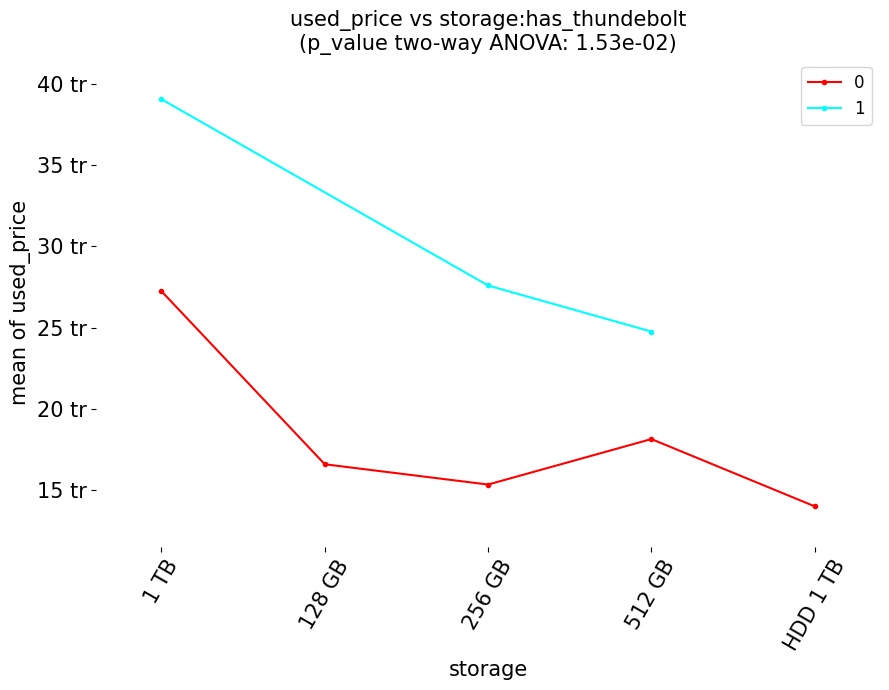 used_price vs storage:has_thundebolt
(p_value two-way ANOVA: 1.53e-02)
0
1
40 tr
35 tr
30 tr
25 tr
20 tr
15 tr
mean of used_price
1 TB
128 GB
256 GB
512 GB
HDD 1 TB
storage